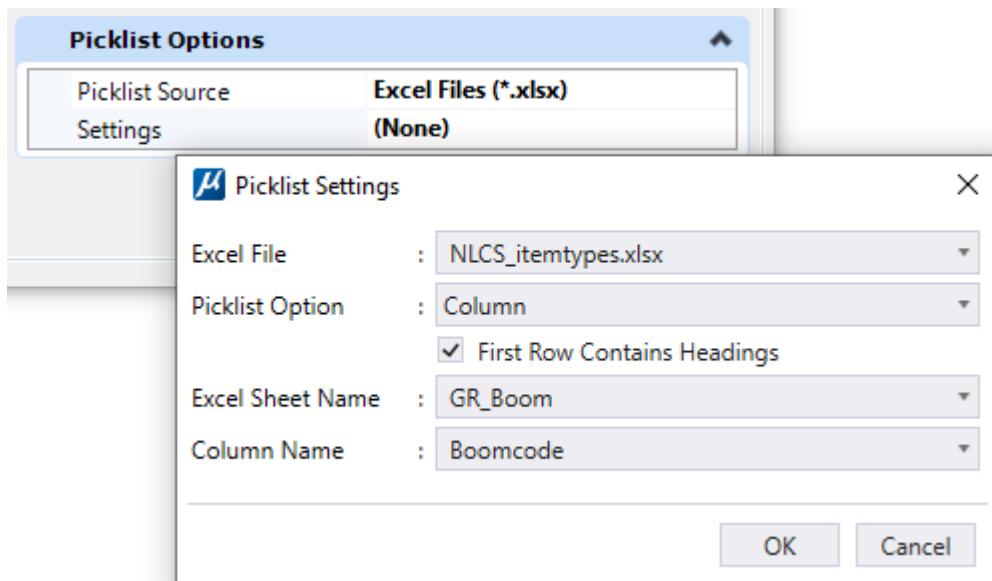 Picklist Options
Picklist Source Excel Files (*.xlsx)
Settings (None)
Picklist Settings
Excel File : NLCS_itemtypes.xlsx
Picklist Option : Column
First Row Contains Headings
Excel Sheet Name : GR_Boom
Column Name : Boomcode
OK Cancel